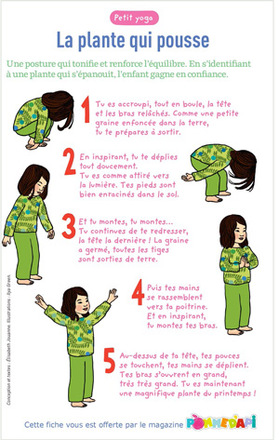 Petit yoga
La plante qui pousse
Une posture qui tonifie et renforce l'équilibre. En s'identifiant
à une plante qui s'épanouit, l'enfant gagne en confiance.
1 Tu es accroupi, tout en boule, la tête
et les bras relâchés. Comme une petite
graine enfoncée dans la terre,
tu te prépares à sortir.
2 En inspirant, tu te déplies
tout doucement.
Tu es comme attiré vers
la lumière. Tes pieds sont
bien enracinés dans le sol.
3 Et tu montes, tu montes...
Tu continues de te redresser,
la tête la dernière ! La graine
a germé, toutes les tiges
sont sorties de terre.
4 Puis tes mains
se rassemblent
vers ta poitrine.
Et en inspirant,
tu montes tes bras.
5 Au-dessus de ta tête, tes pouces
se touchent, tes mains se déplient.
Tes bras s'ouvrent en grand,
très très grand. Tu es maintenant
une magnifique plante du printemps !
Conception et textes : Élisabeth Jouanne. Illustrations :
Cette fiche vous est offerte par le magazine POMME D'API